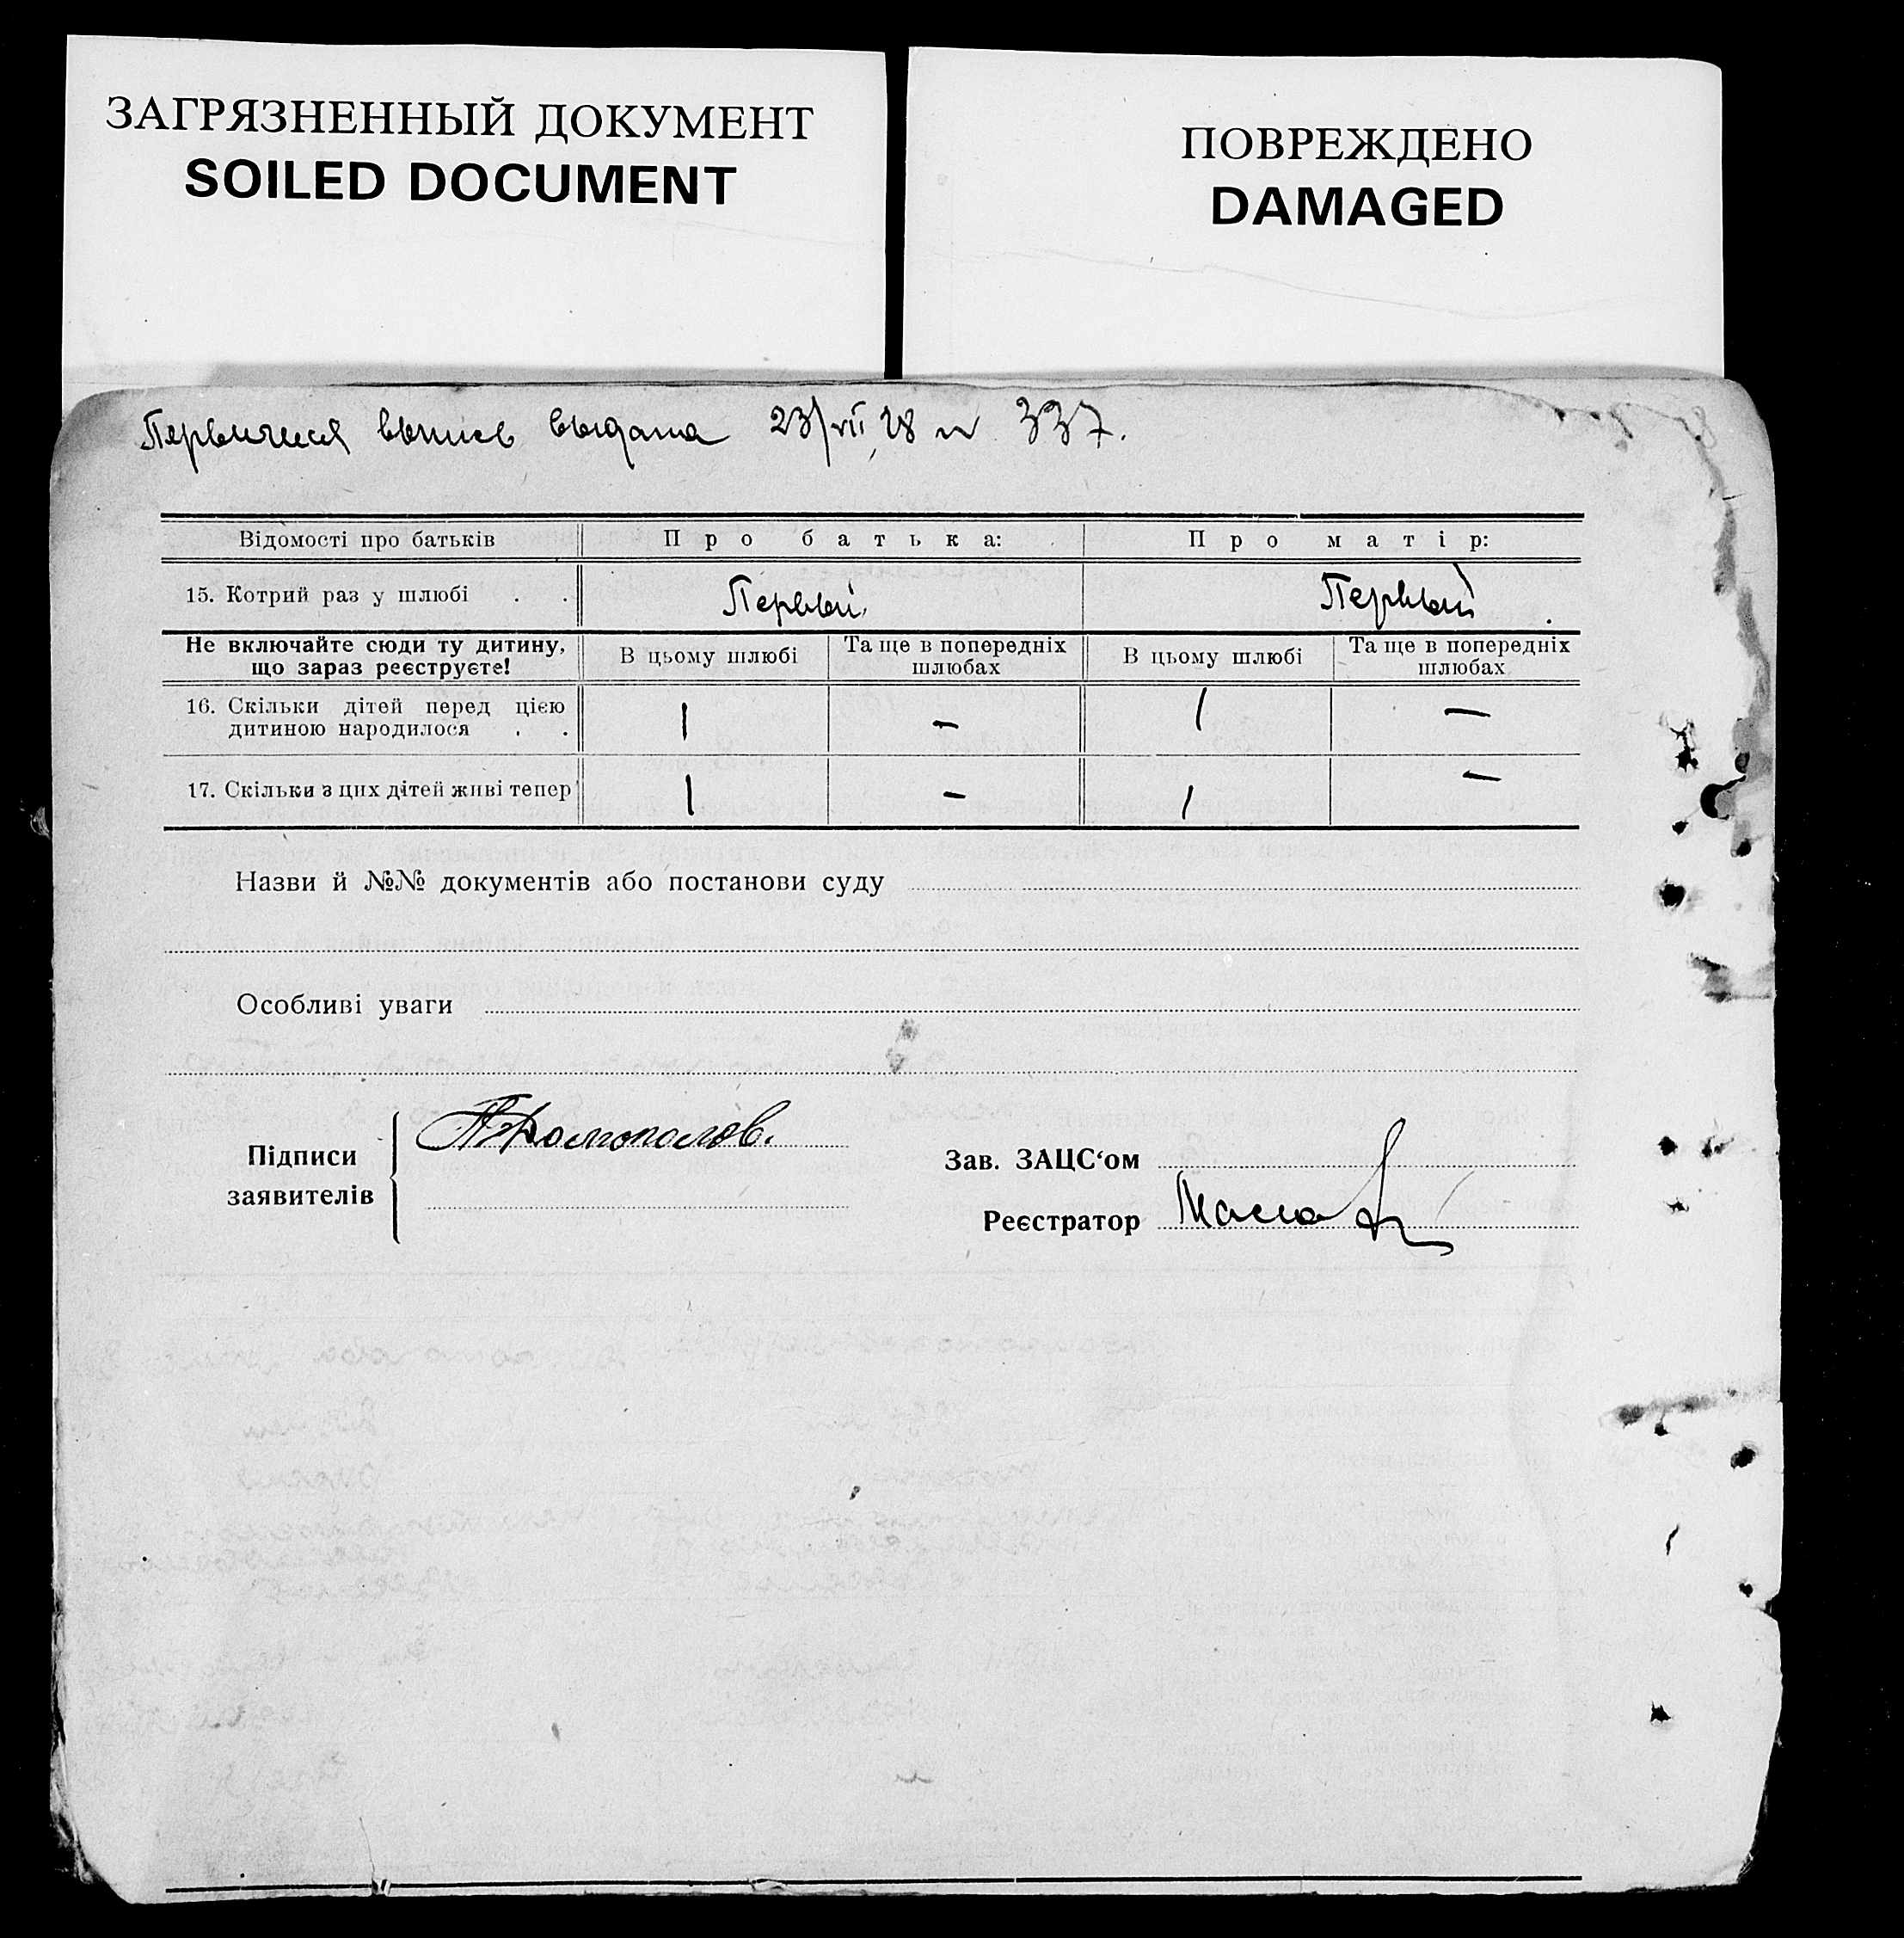 ЗАГРЯЗНЕННЫЙ ДОКУМЕНТ
SOILED DOCUMENT
ПОВРЕЖДЕНО
DAMAGED
Первичная выпись выдана 23/VII 28 N 337.
Відомості про батьків Про батька: Про матір:
15. Котрий раз у шлюбі . . Первый Первый
Не включайте сюди ту дитину, що зараз реєструєте! В цьому шлюбі Та ще в попередніх шлюбах В цьому шлюбі Та ще в попередніх шлюбах
16. Скільки дітей перед цією дитиною народилося . . 1 — 1 —
17. Скільки з цих дітей живі тепер 1 — 1 —
Назви й №№ документів або постанови суду
Особливі уваги
Підписи
заявителів
Зав. ЗАЦС‘ом
Реєстратор